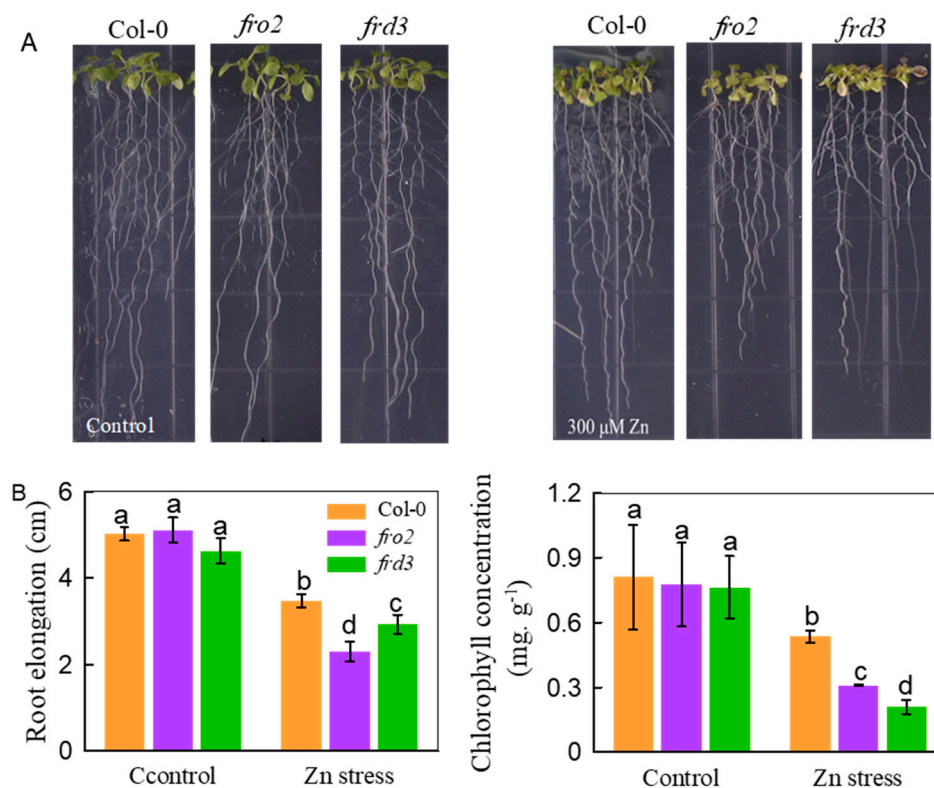 A
Col-0 fro2 frd3
Col-0 fro2 frd3
Control
300 μM Zn
B
Root elongation (cm)
6
4
2
0
a a a
b d c
Col-0
fro2
frd3
Ccontrol Zn stress
Chlorophyll concentration
(mg. g-1)
1.2
0.9
0.6
0.3
0
a a a
b c d
Control Zn stress